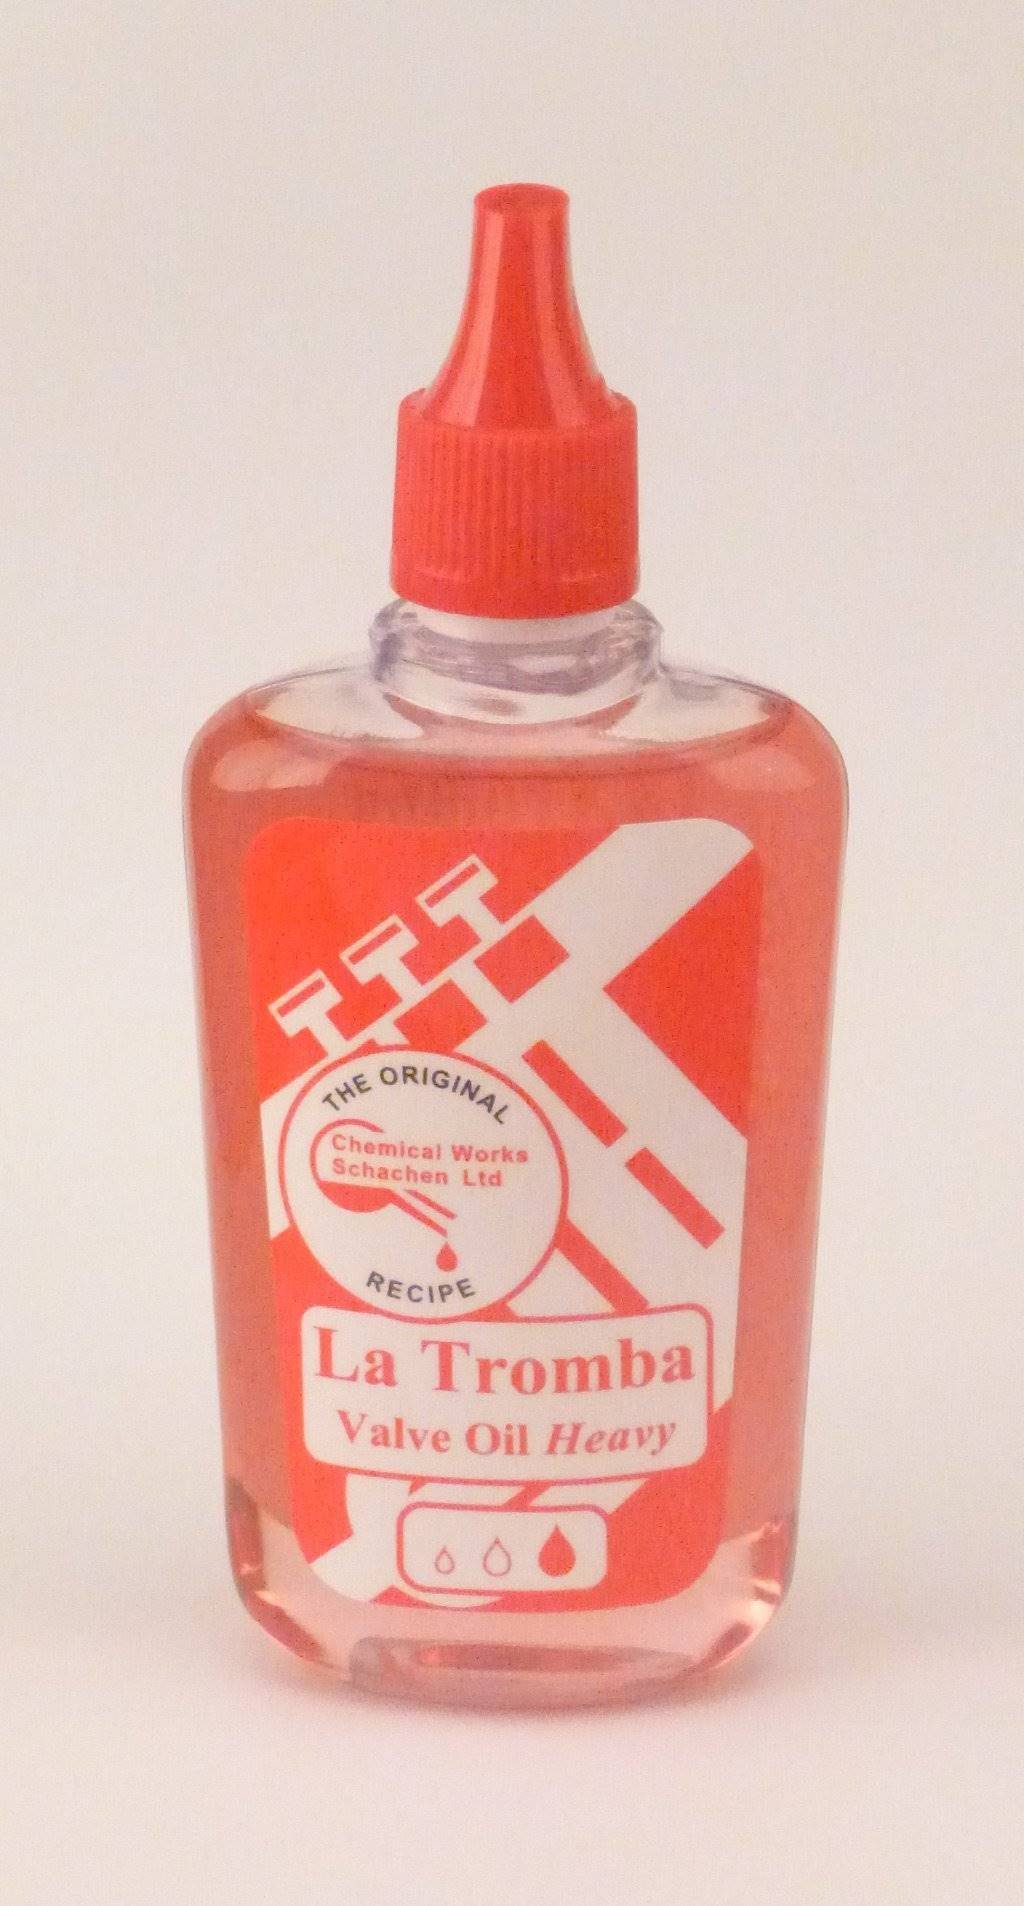 THE ORIGINAL
Chemical Works
Schachen Ltd
RECIPE
La Tromba
Valve Oil Heavy